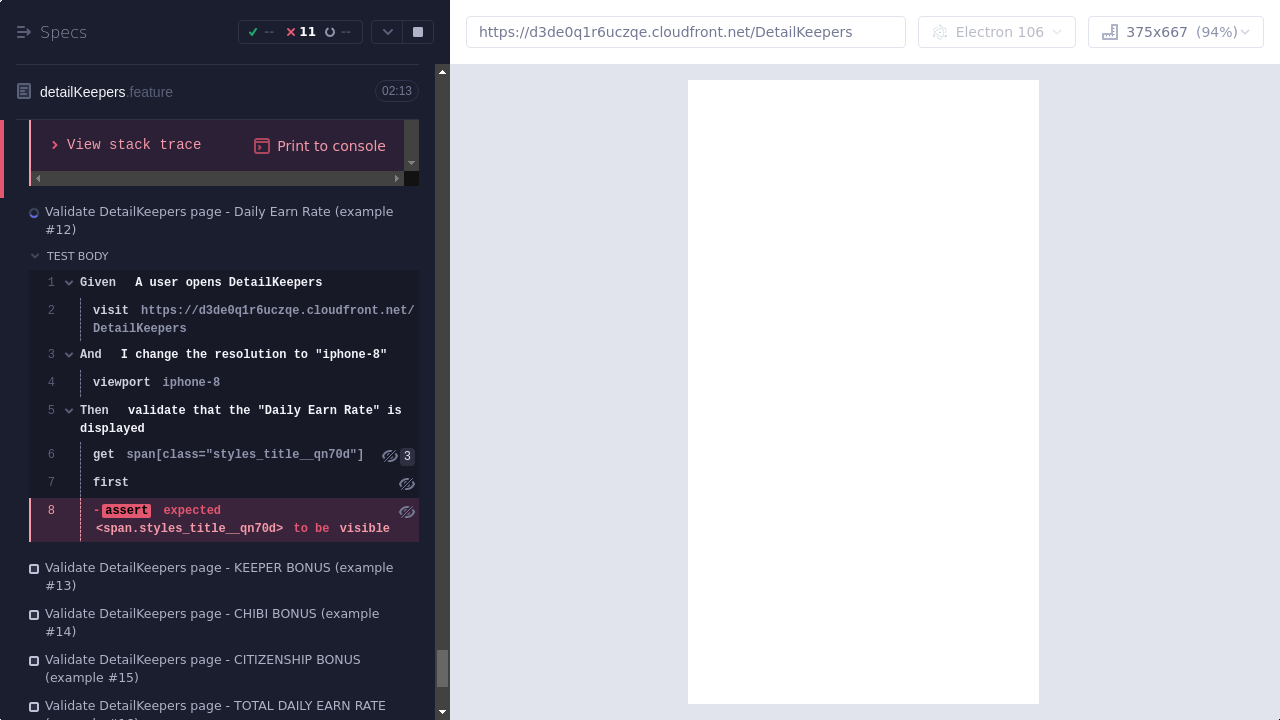 Specs
-- 11 --
https://d3de0q1r6uczqe.cloudfront.net/DetailKeepers
Electron 106
375x667 (94%)
detailKeepers.feature
02:13
View stack trace
Print to console
Validate DetailKeepers page - Daily Earn Rate (example
#12)
TEST BODY
1 Given A user opens DetailKeepers
2 visit https://d3de0q1r6uczqe.cloudfront.net/
DetailKeepers
3 And I change the resolution to "iphone-8"
4 viewport iphone-8
5 Then validate that the "Daily Earn Rate" is
displayed
6 get span[class="styles_title__qn70d"] 3
7 first
8 -assert expected
<span.styles_title__qn70d> to be visible
Validate DetailKeepers page - KEEPER BONUS (example
#13)
Validate DetailKeepers page - CHIBI BONUS (example
#14)
Validate DetailKeepers page - CITIZENSHIP BONUS
(example #15)
Validate DetailKeepers page - TOTAL DAILY EARN RATE